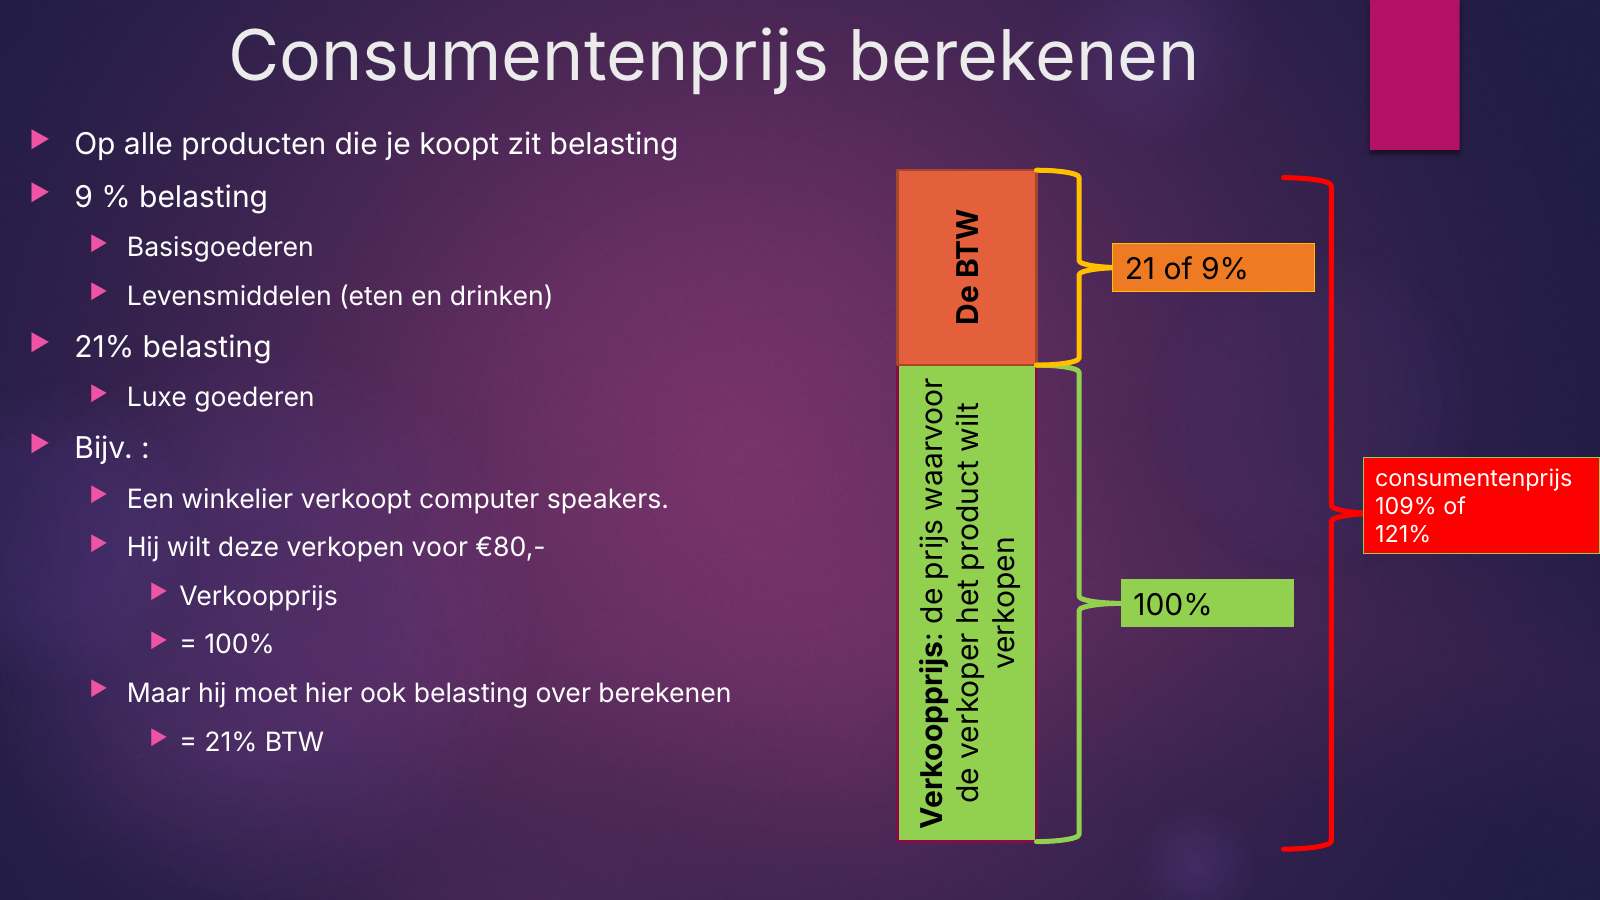 Consumentenprijs berekenen
Op alle producten die je koopt zit belasting
9 % belasting
Basisgoederen
Levensmiddelen (eten en drinken)
21% belasting
Luxe goederen
Bijv. :
Een winkelier verkoopt computer speakers.
Hij wilt deze verkopen voor €80,-
Verkoopprijs
= 100%
Maar hij moet hier ook belasting over berekenen
= 21% BTW
De BTW
Verkoopprijs: de prijs waarvoor
de verkoper het product wilt
verkopen
21 of 9%
100%
consumentenprijs
109% of
121%